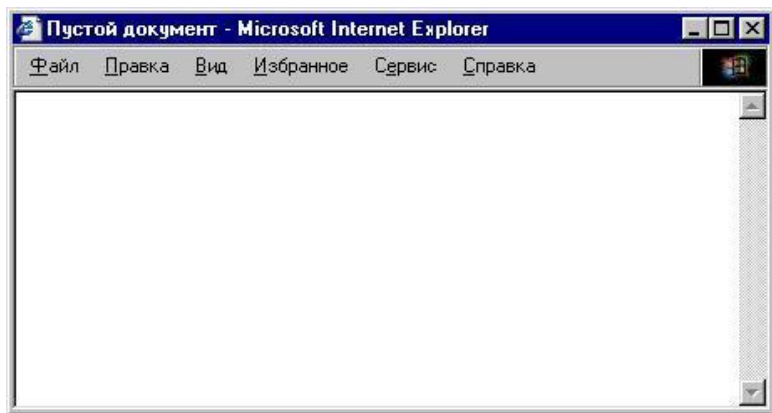 Пустой документ - Microsoft Internet Explorer
Файл Правка Вид Избранное Сервис Справка